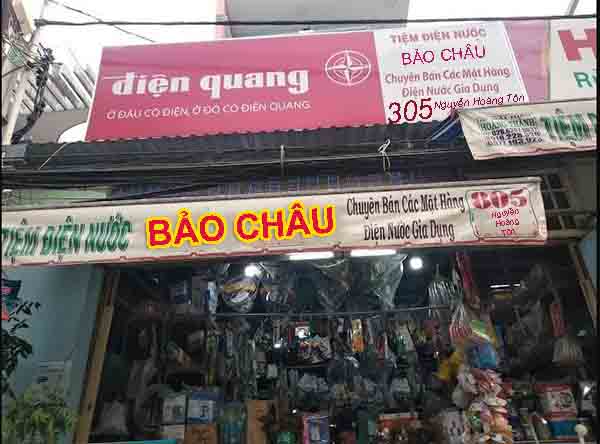 điện quang
Ở ĐÂU CÓ ĐIỆN, Ở ĐÓ CÓ ĐIỆN QUANG
TIỆM ĐIỆN NƯỚC
BẢO CHÂU
Chuyên Bán Các Mặt Hàng
Điện Nước Gia Dụng
305 Nguyễn Hoàng Tôn
TIỆM ĐIỆN NƯỚC
BẢO CHÂU
Chuyên Bán Các Mặt Hàng
Điện Nước Gia Dụng
305
Nguyễn
Hoàng
Tôn
TIỆM